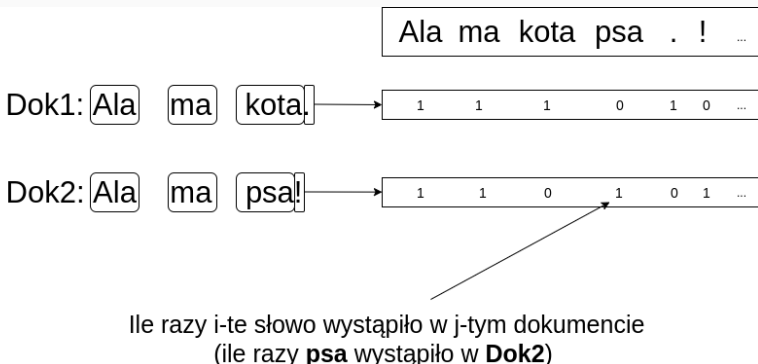 Ala ma kota psa . ! ...
Dok1: Ala ma kota. 1 1 1 0 1 0 ...
Dok2: Ala ma psa! 1 1 0 1 0 1 ...
Ile razy i-te słowo wystąpiło w j-tym dokumencie
(ile razy psa wystąpiło w Dok2)